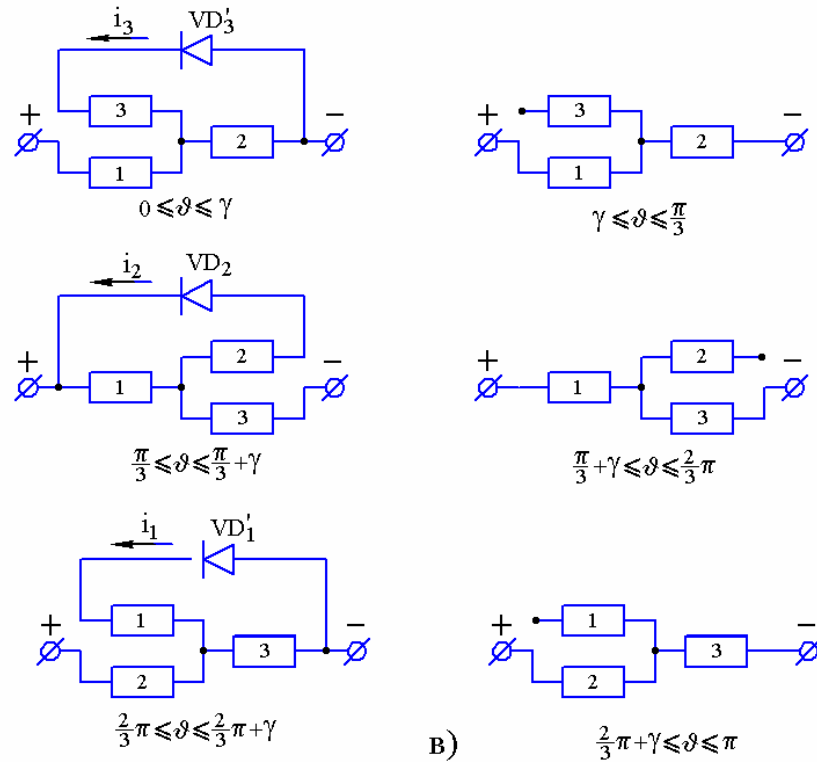 i₃ VD′₃
+ 3 −
1 2
0 ⩽ ϑ ⩽ γ
+ 3 −
1 2
γ ⩽ ϑ ⩽ π/3
i₂ VD₂
+ 2 −
1
3
π/3 ⩽ ϑ ⩽ π/3 + γ
+ 2 −
1
3
π/3 + γ ⩽ ϑ ⩽ 2/3 π
i₁ VD′₁
+ 1 −
2 3
2/3 π ⩽ ϑ ⩽ 2/3 π + γ
+ 1 −
2 3
2/3 π + γ ⩽ ϑ ⩽ π
в)